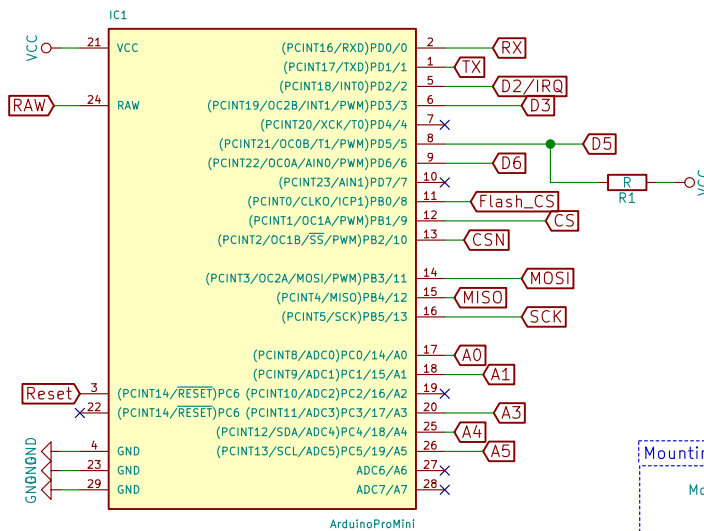 IC1
VCC 21 VCC (PCINT16/RXD)PD0/0 2 RX
(PCINT17/TXD)PD1/1 1 TX
(PCINT18/INT0)PD2/2 5 D2/IRQ
RAW 24 RAW (PCINT19/OC2B/INT1/PWM)PD3/3 6 D3
(PCINT20/XCK/T0)PD4/4 7
(PCINT21/OC0B/T1/PWM)PD5/5 8 D5
(PCINT22/OC0A/AIN0/PWM)PD6/6 9 D6
(PCINT23/AIN1)PD7/7 10 R VCC
R1
(PCINT0/CLKO/ICP1)PB0/8 11 Flash_CS
(PCINT1/OC1A/PWM)PB1/9 12 CS
(PCINT2/OC1B/SS/PWM)PB2/10 13 CSN
(PCINT3/OC2A/MOSI/PWM)PB3/11 14 MOSI
(PCINT4/MISO)PB4/12 15 MISO
(PCINT5/SCK)PB5/13 16 SCK
(PCINT8/ADC0)PC0/14/A0 17 A0
(PCINT9/ADC1)PC1/15/A1 18 A1
Reset 3 (PCINT14/RESET)PC6 (PCINT10/ADC2)PC2/16/A2 19
22 (PCINT14/RESET)PC6 (PCINT11/ADC3)PC3/17/A3 20 A3
(PCINT12/SDA/ADC4)PC4/18/A4 25 A4
GND 4 GND (PCINT13/SCL/ADC5)PC5/19/A5 26 A5
GND 23 GND ADC6/A6 27
GND 29 GND ADC7/A7 28
ArduinoProMini